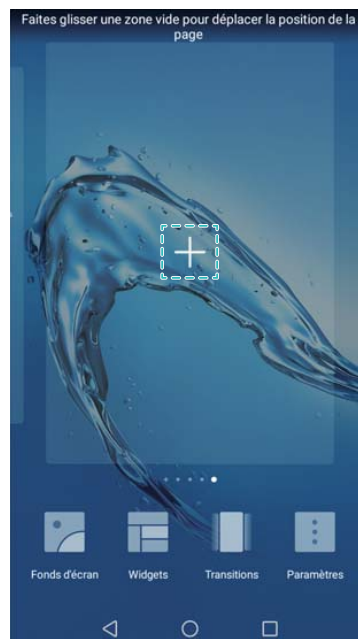 Faites glisser une zone vide pour déplacer la position de la
page
Fonds d'écran Widgets Transitions Paramètres